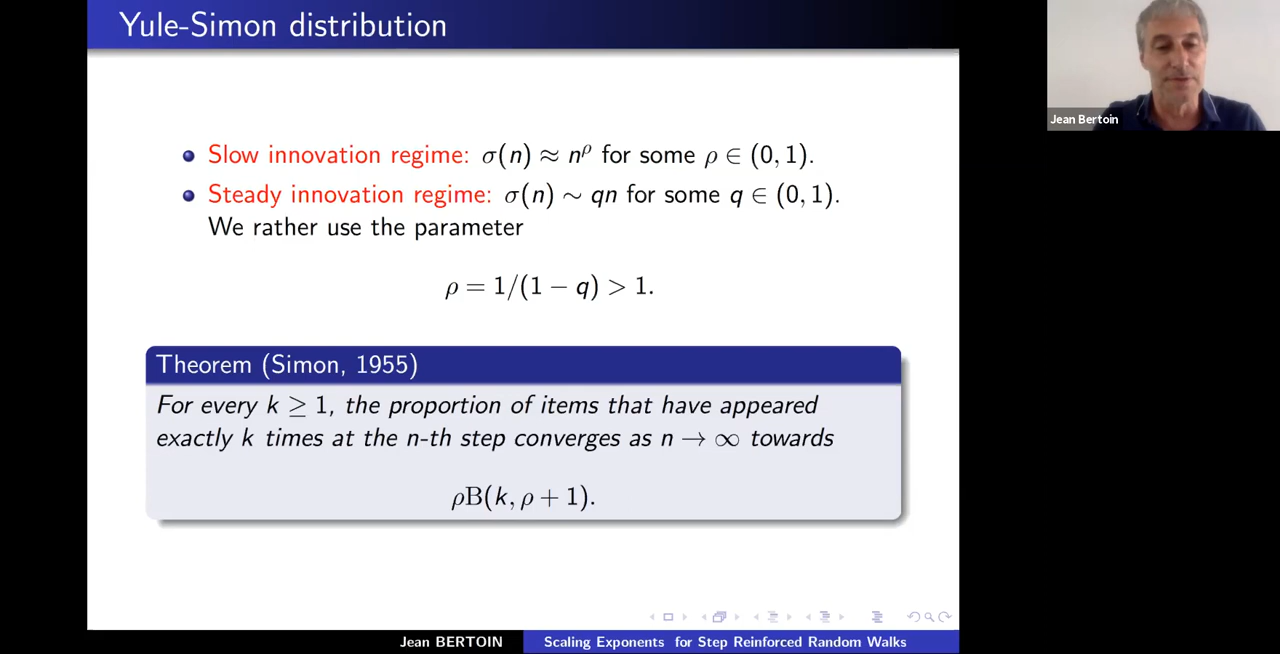 Yule-Simon distribution
Jean Bertoin
Slow innovation regime: σ(n) ≈ n^ρ for some ρ ∈ (0, 1).
Steady innovation regime: σ(n) ∼ qn for some q ∈ (0, 1).
We rather use the parameter
ρ = 1/(1 − q) > 1.
Theorem (Simon, 1955)
For every k ≥ 1, the proportion of items that have appeared
exactly k times at the n-th step converges as n → ∞ towards
ρB(k, ρ + 1).
Jean BERTOIN
Scaling Exponents for Step Reinforced Random Walks